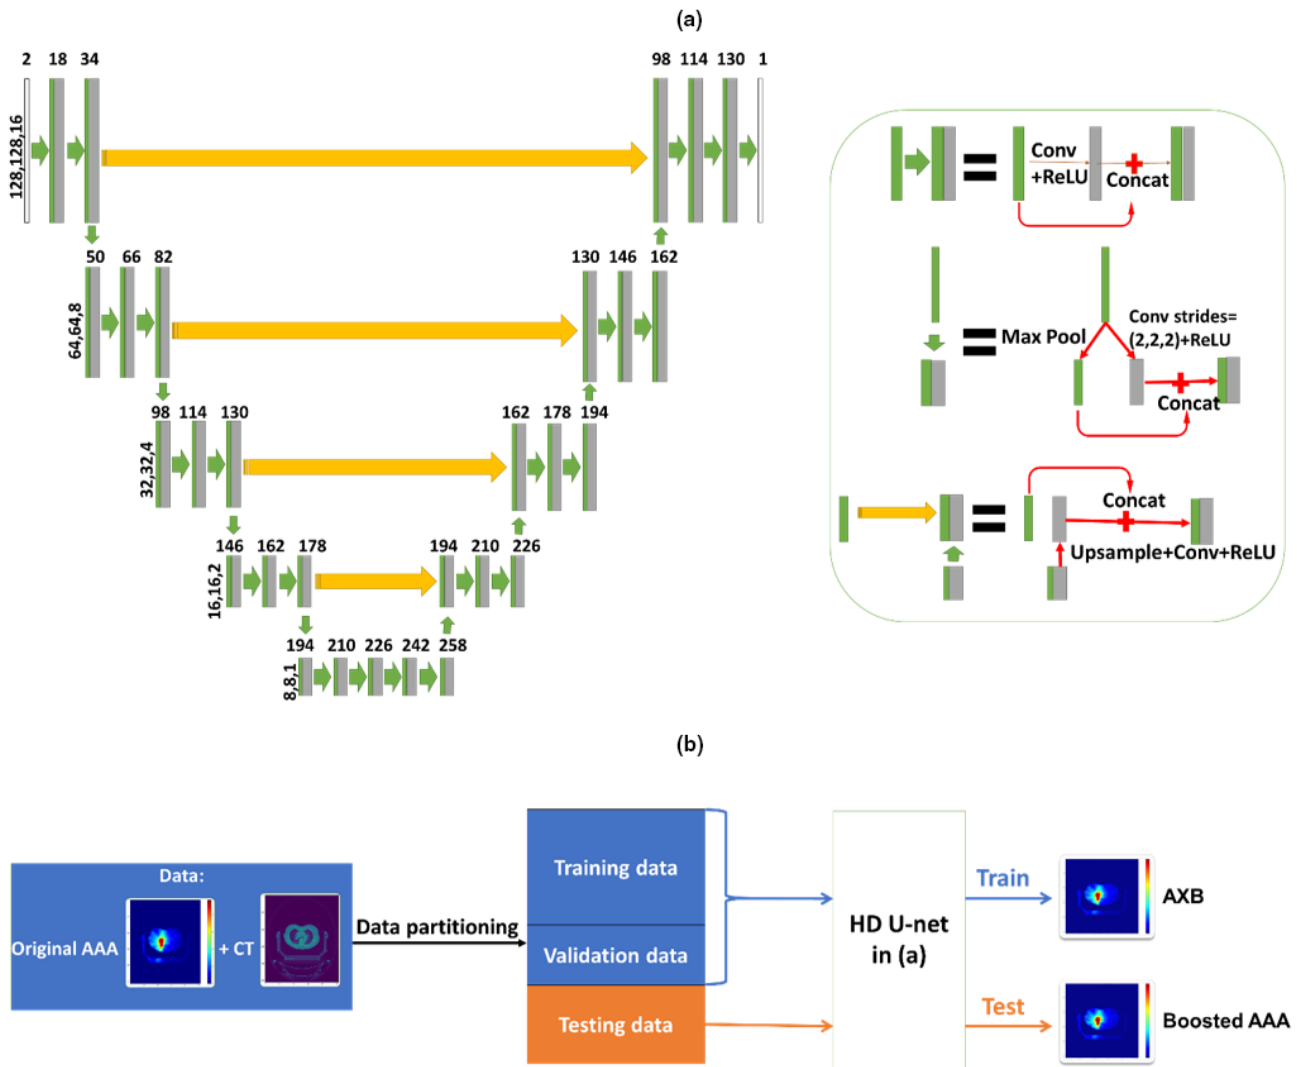 (a)
2 18 34
98 114 130 1
128,128,16
50 66 82
130 146 162
64,64,8
98 114 130
162 178 194
32,32,4
146 162 178
194 210 226
16,16,2
194 210 226 242 258
8,8,1
Conv
+ReLU
Concat
Max Pool
Conv strides=
(2,2,2)+ReLU
Concat
Concat
Upsample+Conv+ReLU
(b)
Data:
Original AAA
+ CT
Data partitioning
Training data
Validation data
Testing data
HD U-net
in (a)
Train
AXB
Test
Boosted AAA